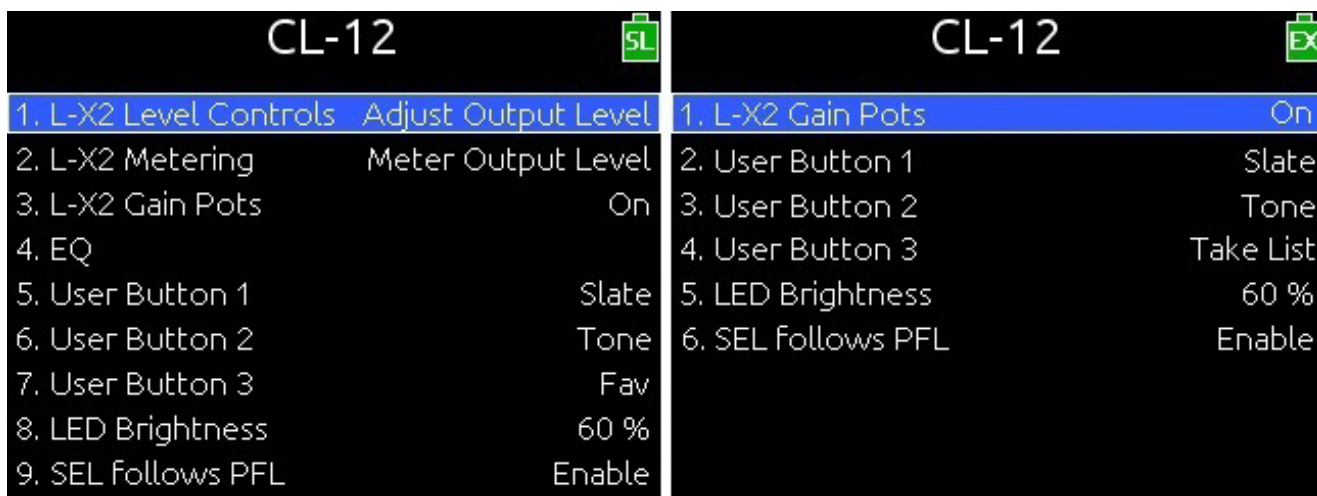 CL-12 SL
1. L-X2 Level Controls Adjust Output Level
2. L-X2 Metering Meter Output Level
3. L-X2 Gain Pots On
4. EQ
5. User Button 1 Slate
6. User Button 2 Tone
7. User Button 3 Fav
8. LED Brightness 60 %
9. SEL follows PFL Enable
CL-12 EX
1. L-X2 Gain Pots On
2. User Button 1 Slate
3. User Button 2 Tone
4. User Button 3 Take List
5. LED Brightness 60 %
6. SEL follows PFL Enable